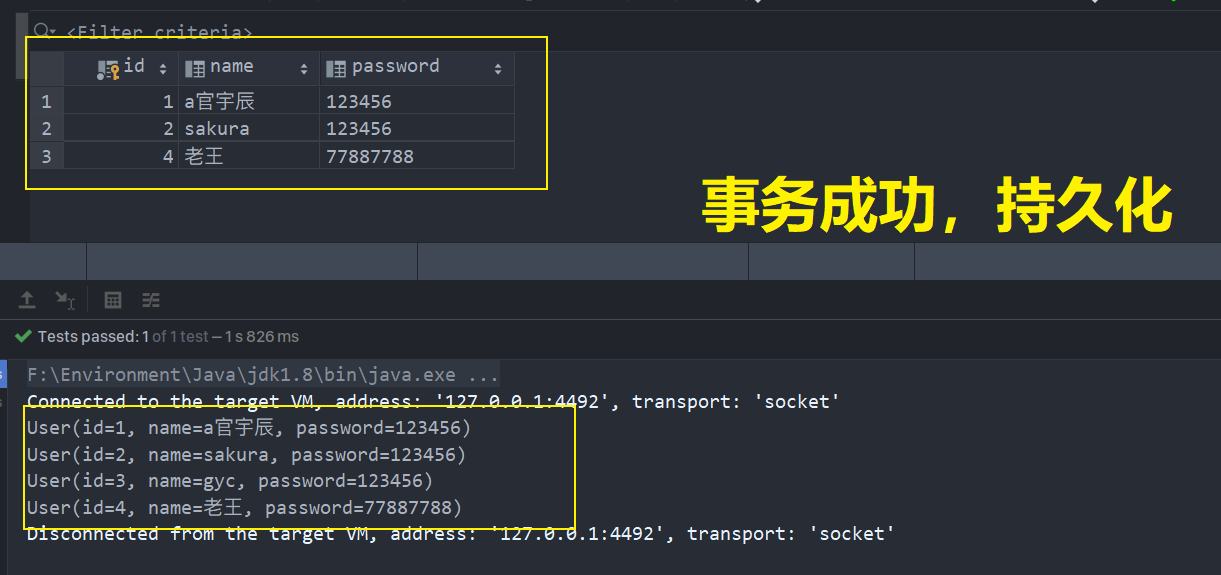 <Filter criteria>
id name password
1 1 a官宇辰 123456
2 2 sakura 123456
3 4 老王 77887788
事务成功，持久化
Tests passed: 1 of 1 test – 1 s 826 ms
F:\Environment\Java\jdk1.8\bin\java.exe ...
Connected to the target VM, address: '127.0.0.1:4492', transport: 'socket'
User(id=1, name=a官宇辰, password=123456)
User(id=2, name=sakura, password=123456)
User(id=3, name=gyc, password=123456)
User(id=4, name=老王, password=77887788)
Disconnected from the target VM, address: '127.0.0.1:4492', transport: 'socket'